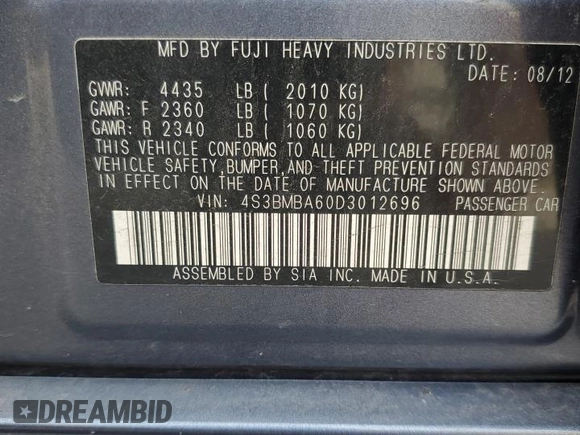 MFD BY FUJI HEAVY INDUSTRIES LTD.
DATE: 08/12
GVWR: 4435 LB ( 2010 KG)
GAWR: F 2360 LB ( 1070 KG)
GAWR: R 2340 LB ( 1060 KG)
THIS VEHICLE CONFORMS TO ALL APPLICABLE FEDERAL MOTOR
VEHICLE SAFETY,BUMPER,AND THEFT PREVENTION STANDARDS
IN EFFECT ON THE DATE OF MANUFACTURE SHOWN ABOVE.
VIN: 4S3BMBA60D3012696 PASSENGER CAR
ASSEMBLED BY SIA INC. MADE IN U.S.A.
DREAMBID